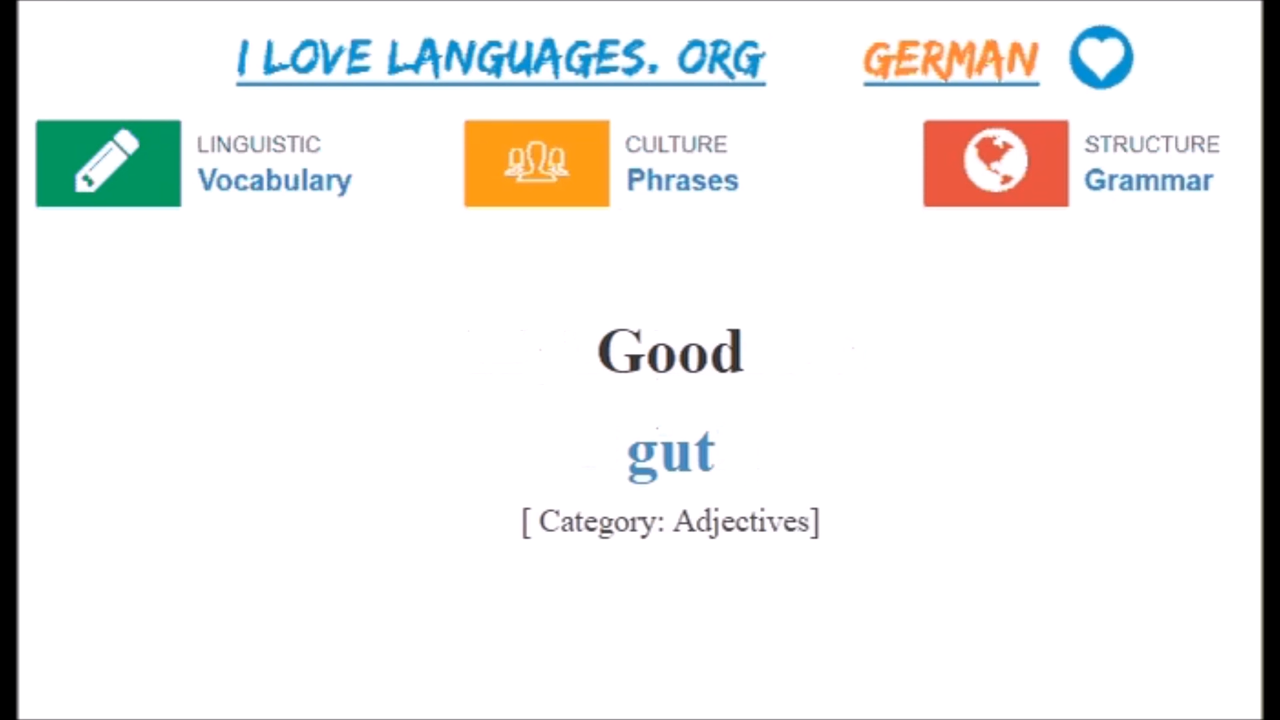 I LOVE LANGUAGES. ORG GERMAN
LINGUISTIC
Vocabulary
CULTURE
Phrases
STRUCTURE
Grammar
Good
gut
[ Category: Adjectives]